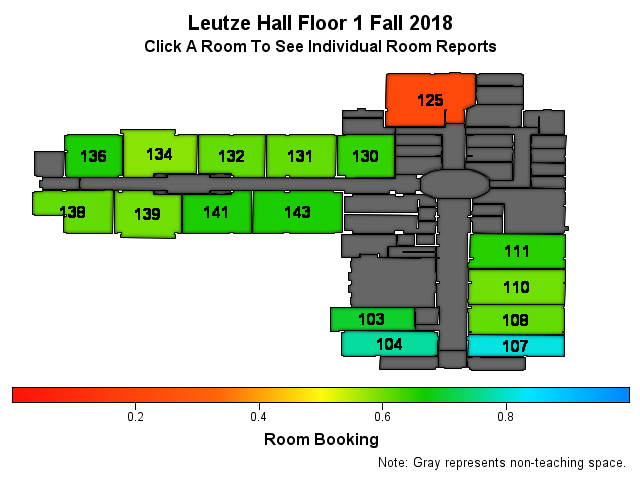 Leutze Hall Floor 1 Fall 2018
Click A Room To See Individual Room Reports
125
136 134 132 131 130
138 139 141 143
111
110
103 108
104 107
0.2 0.4 0.6 0.8
Room Booking
Note: Gray represents non-teaching space.